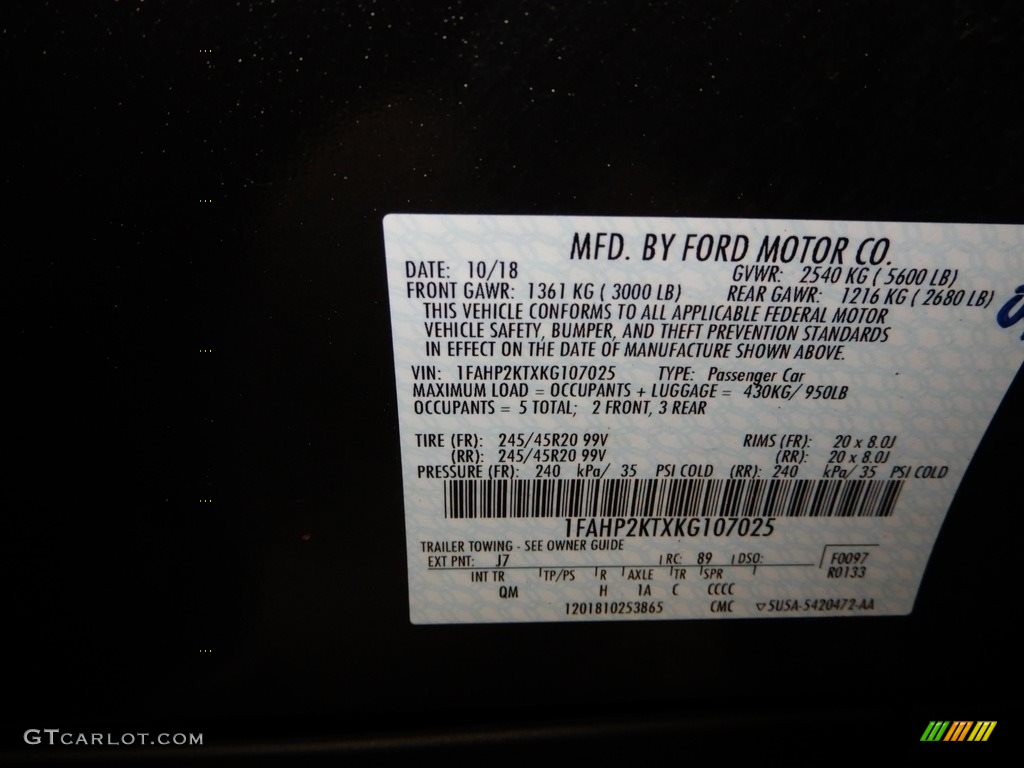 MFD. BY FORD MOTOR CO.
DATE: 10/18 GVWR: 2540 KG ( 5600 LB)
FRONT GAWR: 1361 KG ( 3000 LB) REAR GAWR: 1216 KG ( 2680 LB)
THIS VEHICLE CONFORMS TO ALL APPLICABLE FEDERAL MOTOR
VEHICLE SAFETY, BUMPER, AND THEFT PREVENTION STANDARDS
IN EFFECT ON THE DATE OF MANUFACTURE SHOWN ABOVE.
VIN: 1FAHP2KTXKG107025 TYPE: Passenger Car
MAXIMUM LOAD = OCCUPANTS + LUGGAGE = 430KG/ 950LB
OCCUPANTS = 5 TOTAL; 2 FRONT, 3 REAR
TIRE (FR): 245/45R20 99V RIMS (FR): 20 x 8.0J
(RR): 245/45R20 99V (RR): 20 x 8.0J
PRESSURE (FR): 240 kPa/ 35 PSI COLD (RR): 240 kPa/ 35 PSI COLD
1FAHP2KTXKG107025
TRAILER TOWING - SEE OWNER GUIDE
EXT PNT: J7 RC: 89 DSO: F0097
R0133
INT TR TP/PS R AXLE TR SPR
QM H 1A C CCCC
1201810253865 CMC ▽5U5A-5420472-AA
GTCARLOT.COM